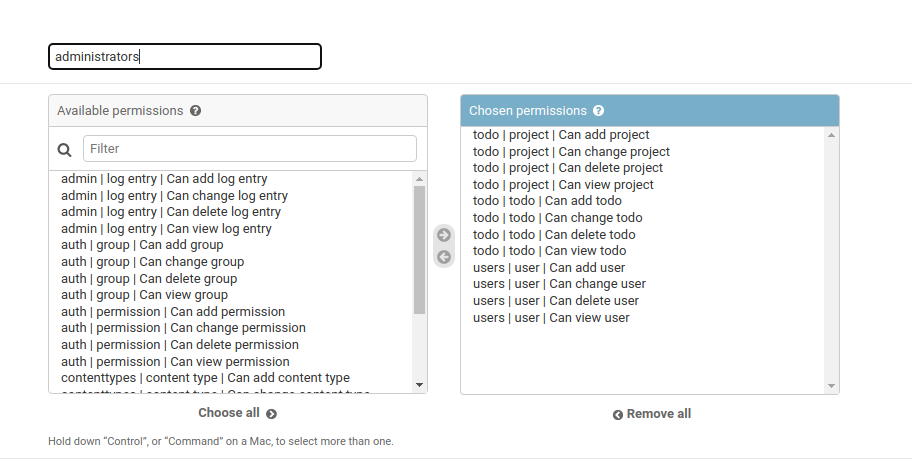 administrators
Available permissions
Filter
admin | log entry | Can add log entry
admin | log entry | Can change log entry
admin | log entry | Can delete log entry
admin | log entry | Can view log entry
auth | group | Can add group
auth | group | Can change group
auth | group | Can delete group
auth | group | Can view group
auth | permission | Can add permission
auth | permission | Can change permission
auth | permission | Can delete permission
auth | permission | Can view permission
contenttypes | content type | Can add content type
contenttypes | content type | Can change content type
Choose all
Chosen permissions
todo | project | Can add project
todo | project | Can change project
todo | project | Can delete project
todo | project | Can view project
todo | todo | Can add todo
todo | todo | Can change todo
todo | todo | Can delete todo
todo | todo | Can view todo
users | user | Can add user
users | user | Can change user
users | user | Can delete user
users | user | Can view user
Remove all
Hold down “Control”, or “Command” on a Mac, to select more than one.